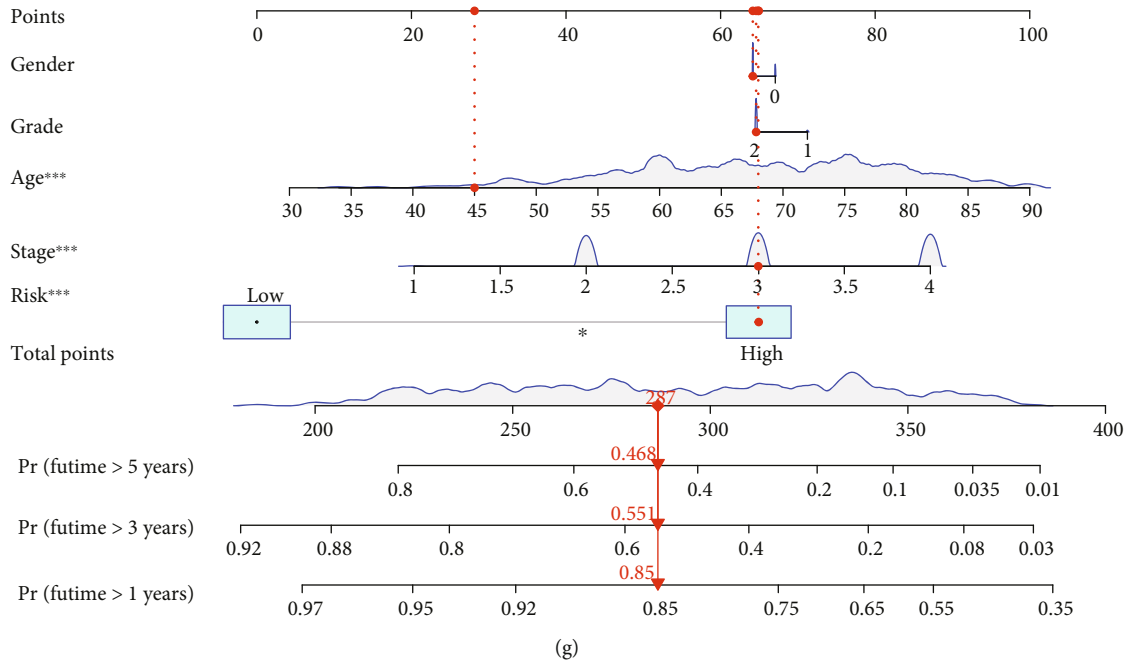 Points
0 20 40 60 80 100
Gender
0
Grade
2 1
Age***
30 35 40 45 50 55 60 65 70 75 80 85 90
Stage***
1 1.5 2 2.5 3 3.5 4
Risk***
Low
*
High
Total points
287
200 250 300 350 400
Pr (futime > 5 years)
0.468
0.8 0.6 0.4 0.2 0.1 0.035 0.01
Pr (futime > 3 years)
0.551
0.92 0.88 0.8 0.6 0.4 0.2 0.08 0.03
Pr (futime > 1 years)
0.85
0.97 0.95 0.92 0.85 0.75 0.65 0.55 0.35
(g)